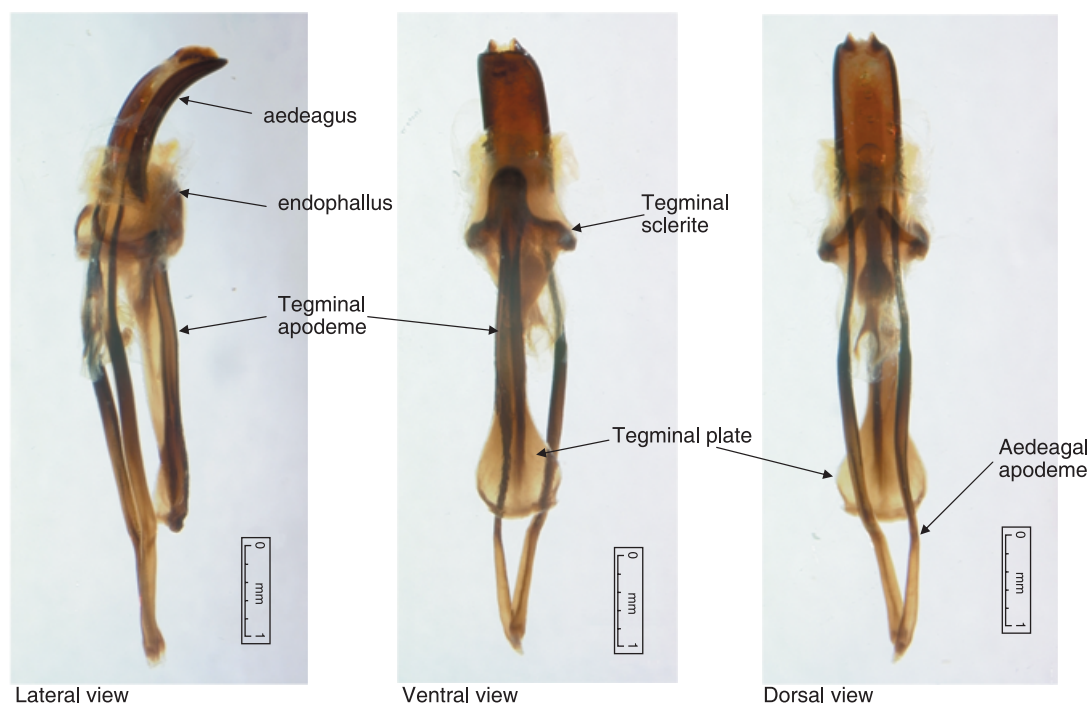 aedeagus
endophallus
Tegminal
sclerite
Tegminal
apodeme
Tegminal plate
Aedeagal
apodeme
0
mm
1
0
mm
1
0
mm
1
Lateral view
Ventral view
Dorsal view